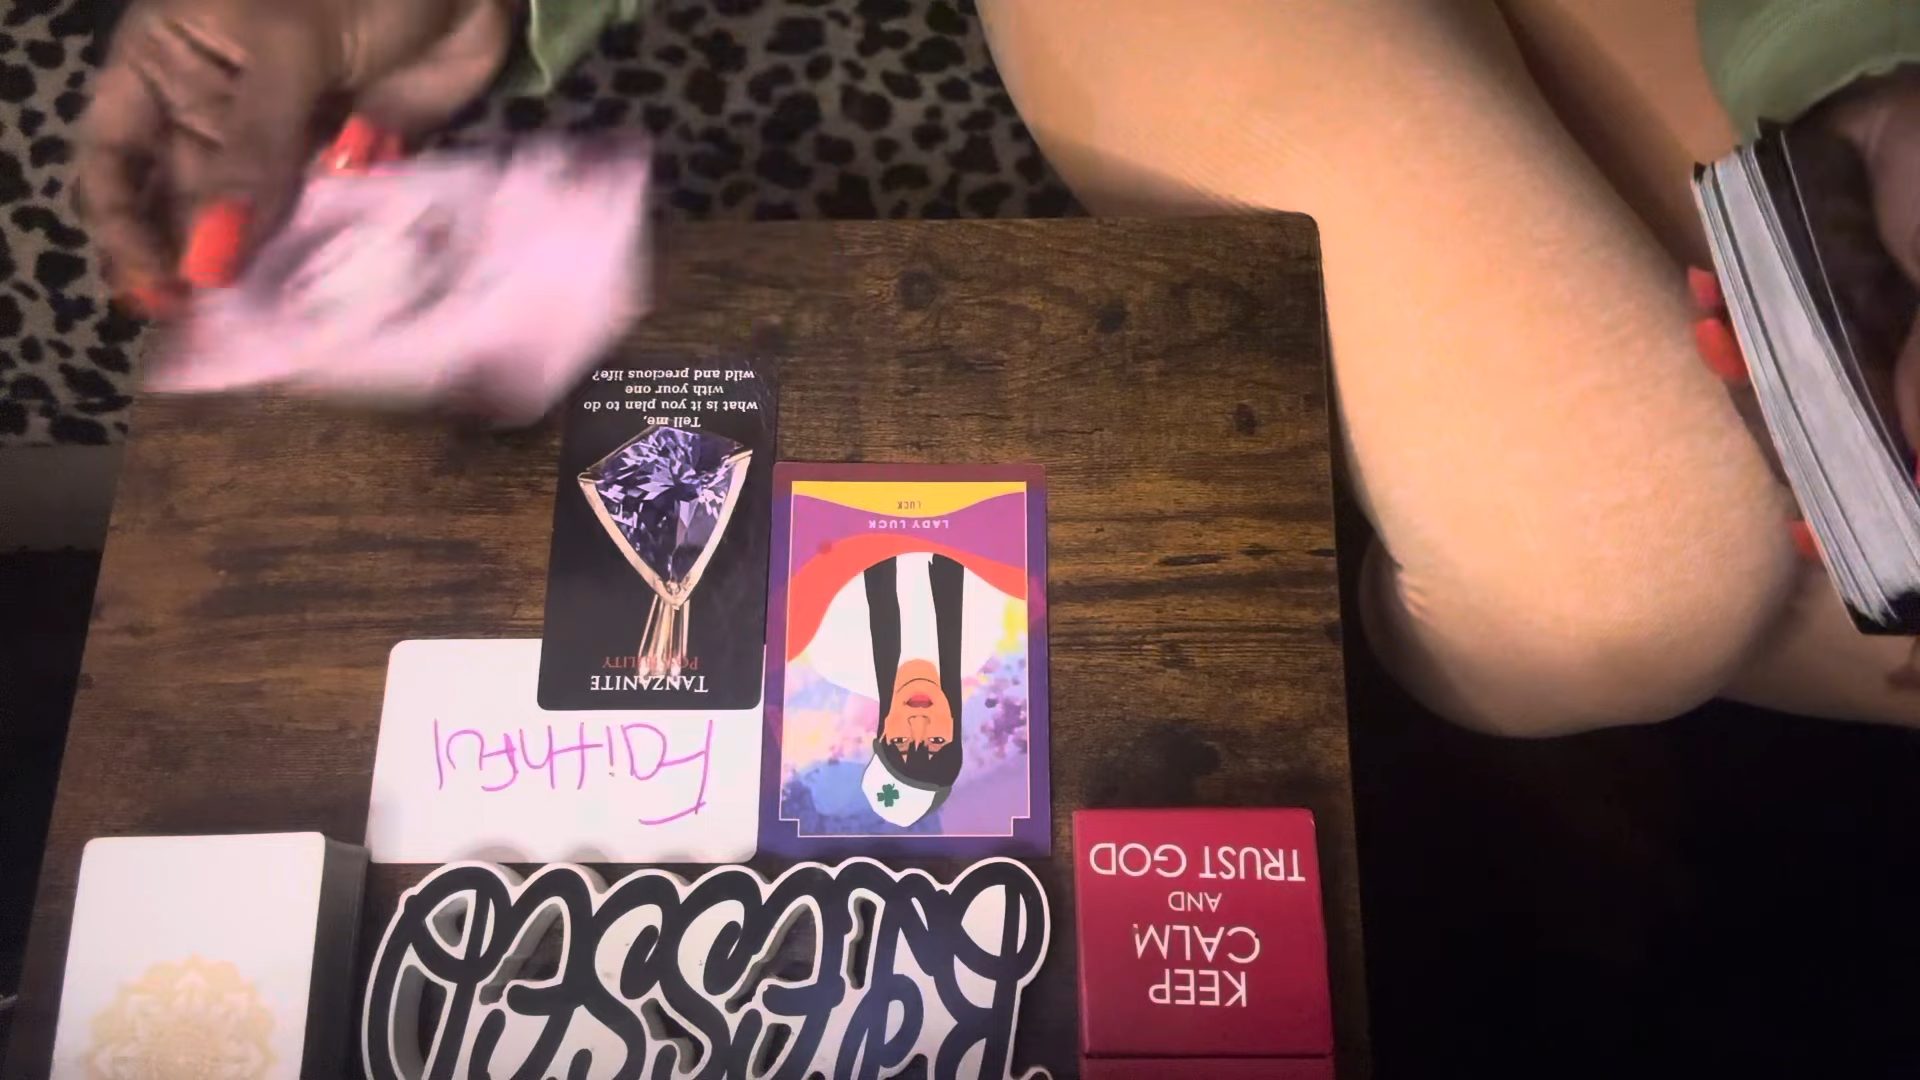 Tell me,
what is it you plan to do
with your one
wild and precious life?
TANZANITE
POSSIBILITY
LUCK
LADY LUCK
Faithful
Blessed
KEEP
CALM
AND
TRUST GOD